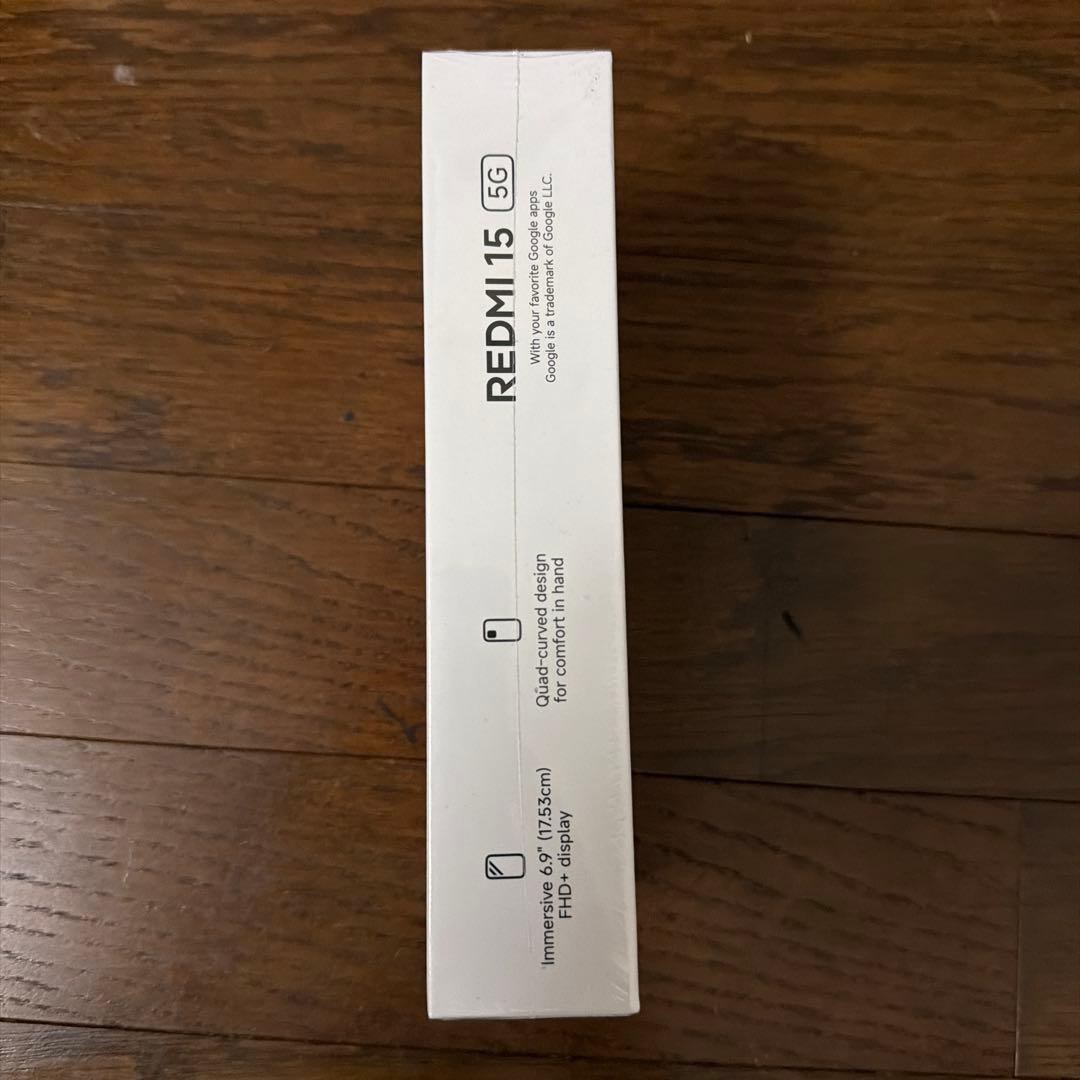 REDMI 15 5G
With your favorite Google apps
Google is a trademark of Google LLC.
Quad-curved design
for comfort in hand
Immersive 6.9" (17.53cm)
FHD+ display